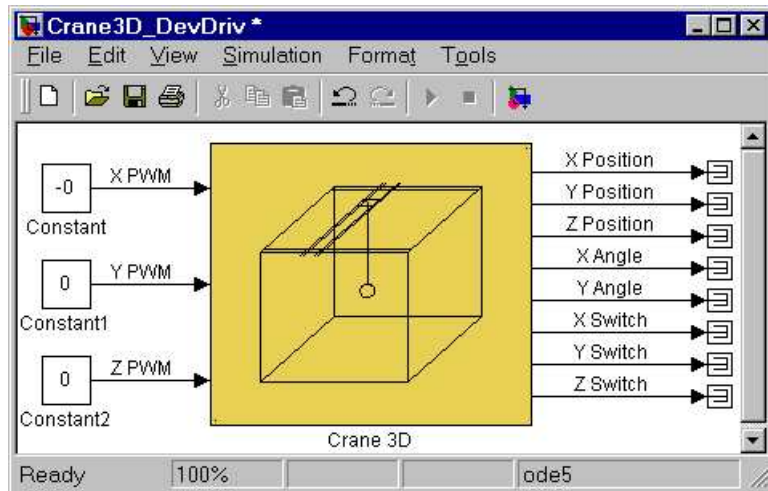 Crane3D_DevDriv *
File Edit View Simulation Format Tools
-0
X PWM
Constant
0
Y PWM
Constant1
0
Z PWM
Constant2
X Position
Y Position
Z Position
X Angle
Y Angle
X Switch
Y Switch
Z Switch
Crane 3D
Ready 100% ode5